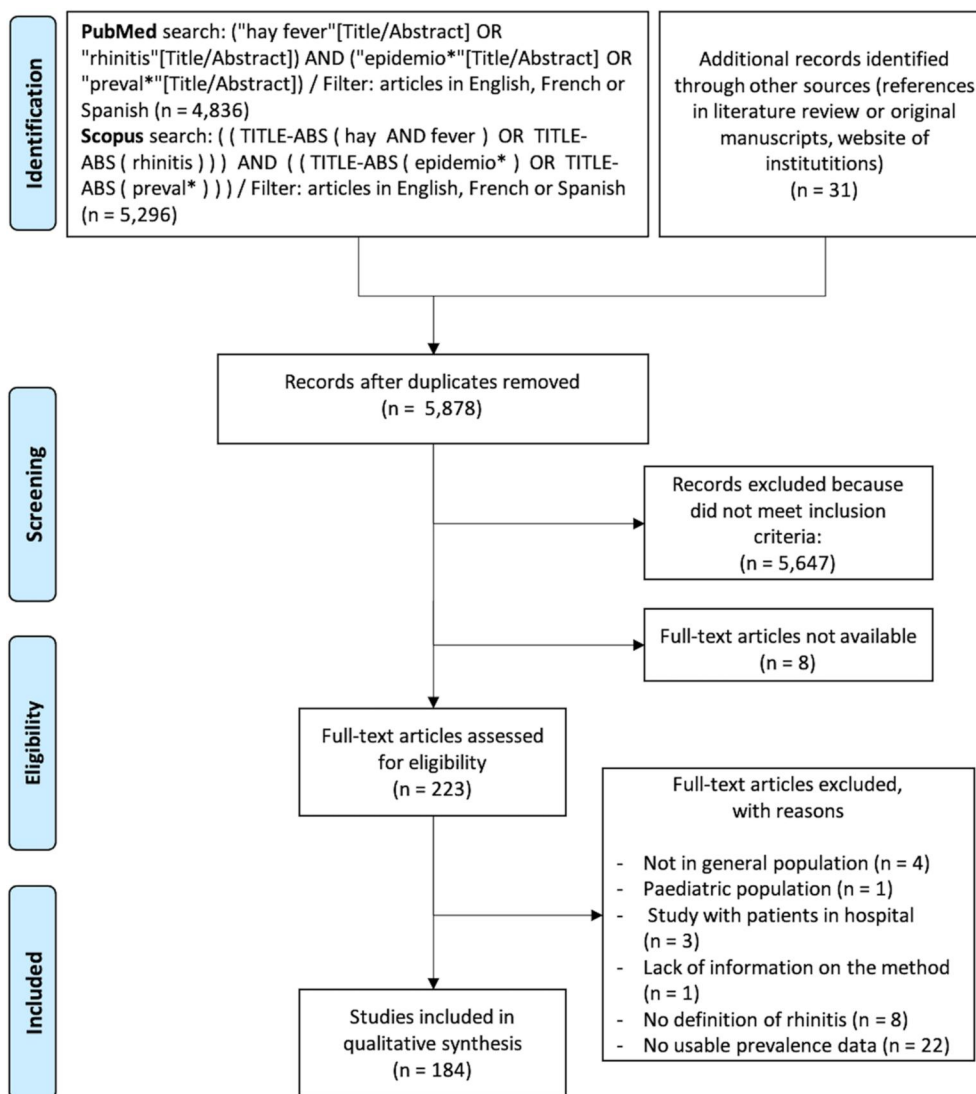 Identification
PubMed search: ("hay fever"[Title/Abstract] OR
"rhinitis"[Title/Abstract]) AND ("epidemio*"[Title/Abstract] OR
"preval*"[Title/Abstract]) / Filter: articles in English, French or
Spanish (n = 4,836)
Scopus search: ( ( TITLE-ABS ( hay AND fever ) OR TITLE-
ABS ( rhinitis ) ) ) AND ( ( TITLE-ABS ( epidemio* ) OR TITLE-
ABS ( preval* ) ) ) / Filter: articles in English, French or Spanish
(n = 5,296)
Additional records identified
through other sources (references
in literature review or original
manuscripts, website of
institutitions)
(n = 31)
Records after duplicates removed
(n = 5,878)
Screening
Records excluded because
did not meet inclusion
criteria:
(n = 5,647)
Full-text articles not available
(n = 8)
Eligibility
Full-text articles assessed
for eligibility
(n = 223)
Full-text articles excluded,
with reasons
- Not in general population (n = 4)
- Paediatric population (n = 1)
- Study with patients in hospital
(n = 3)
- Lack of information on the method
(n = 1)
- No definition of rhinitis (n = 8)
- No usable prevalence data (n = 22)
Included
Studies included in
qualitative synthesis
(n = 184)